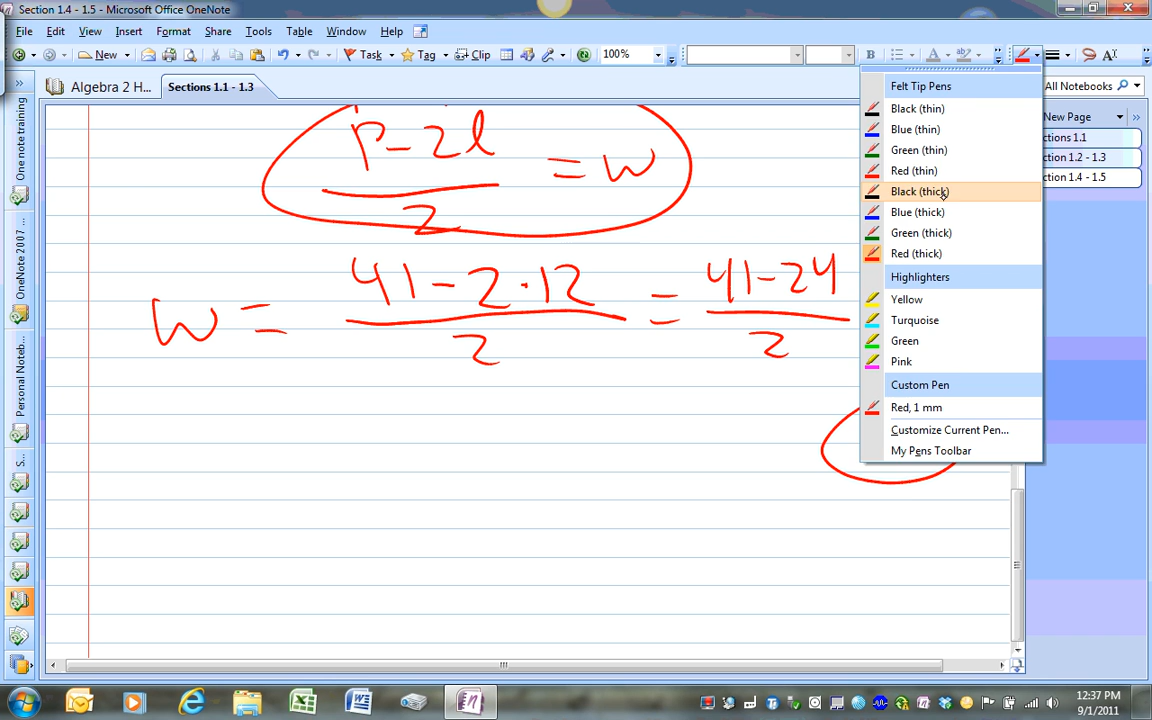 Section 1.4 - 1.5 - Microsoft Office OneNote
File Edit View Insert Format Share Tools Table Window Help
New Task Tag Clip 100% B
Algebra 2 H... Sections 1.1 - 1.3 All Notebooks
One note training
OneNote 2007 ...
Personal Noteb...
S...
Felt Tip Pens
Black (thin)
Blue (thin)
Green (thin)
Red (thin)
Black (thick)
Blue (thick)
Green (thick)
Red (thick)
Highlighters
Yellow
Turquoise
Green
Pink
Custom Pen
Red, 1 mm
Customize Current Pen...
My Pens Toolbar
New Page
ctions 1.1
ction 1.2 - 1.3
ction 1.4 - 1.5
P - 2l
= w
2
w = 41 - 2 · 12 = 41 - 24
2 2
12:37 PM
9/1/2011